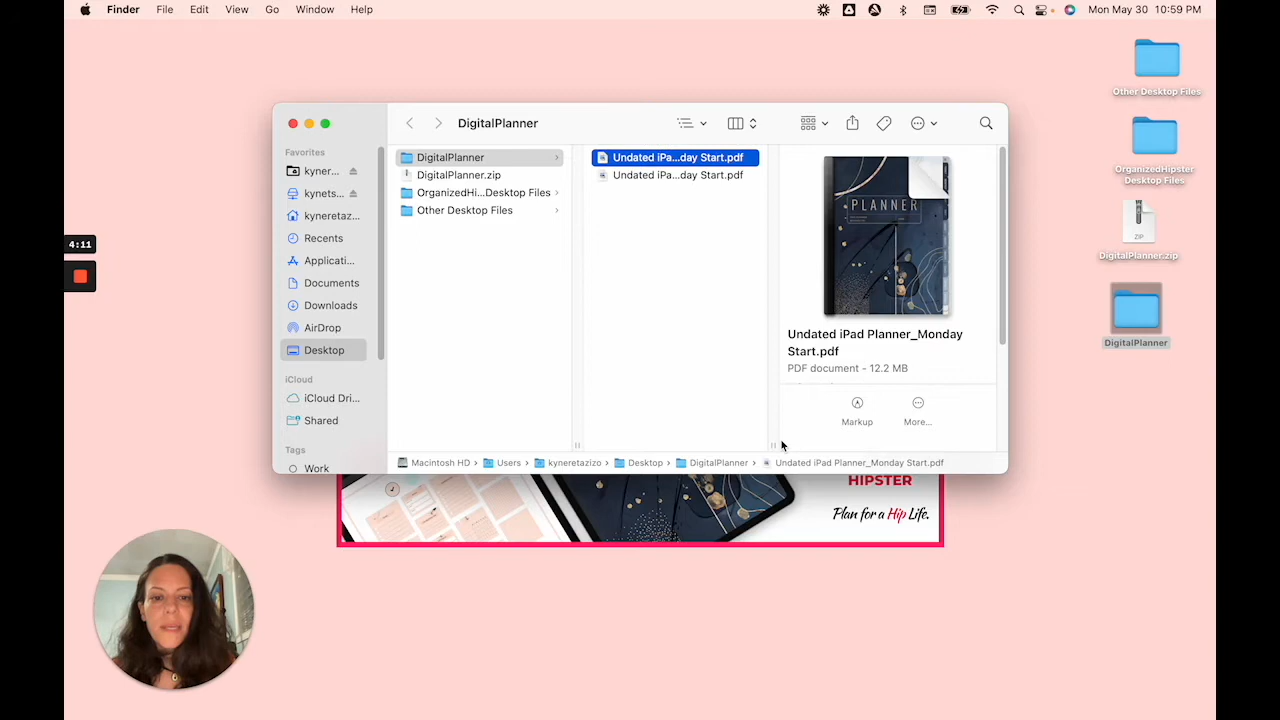 Finder File Edit View Go Window Help
Mon May 30 10:59 PM
Other Desktop Files
OrganizedHipster
Desktop Files
ZIP
DigitalPlanner.zip
DigitalPlanner
4:11
DigitalPlanner
Favorites
kyner...
kynets...
kyneretaz...
Recents
Applicati...
Documents
Downloads
AirDrop
Desktop
iCloud
iCloud Dri...
Shared
Tags
Work
DigitalPlanner
DigitalPlanner.zip
OrganizedHi...Desktop Files
Other Desktop Files
Undated iPa...day Start.pdf
Undated iPa...day Start.pdf
PLANNER
Undated iPad Planner_Monday
Start.pdf
PDF document - 12.2 MB
Markup
More...
Macintosh HD › Users › kyneretazizo › Desktop › DigitalPlanner › Undated iPad Planner_Monday Start.pdf
HIPSTER
Plan for a Hip Life.